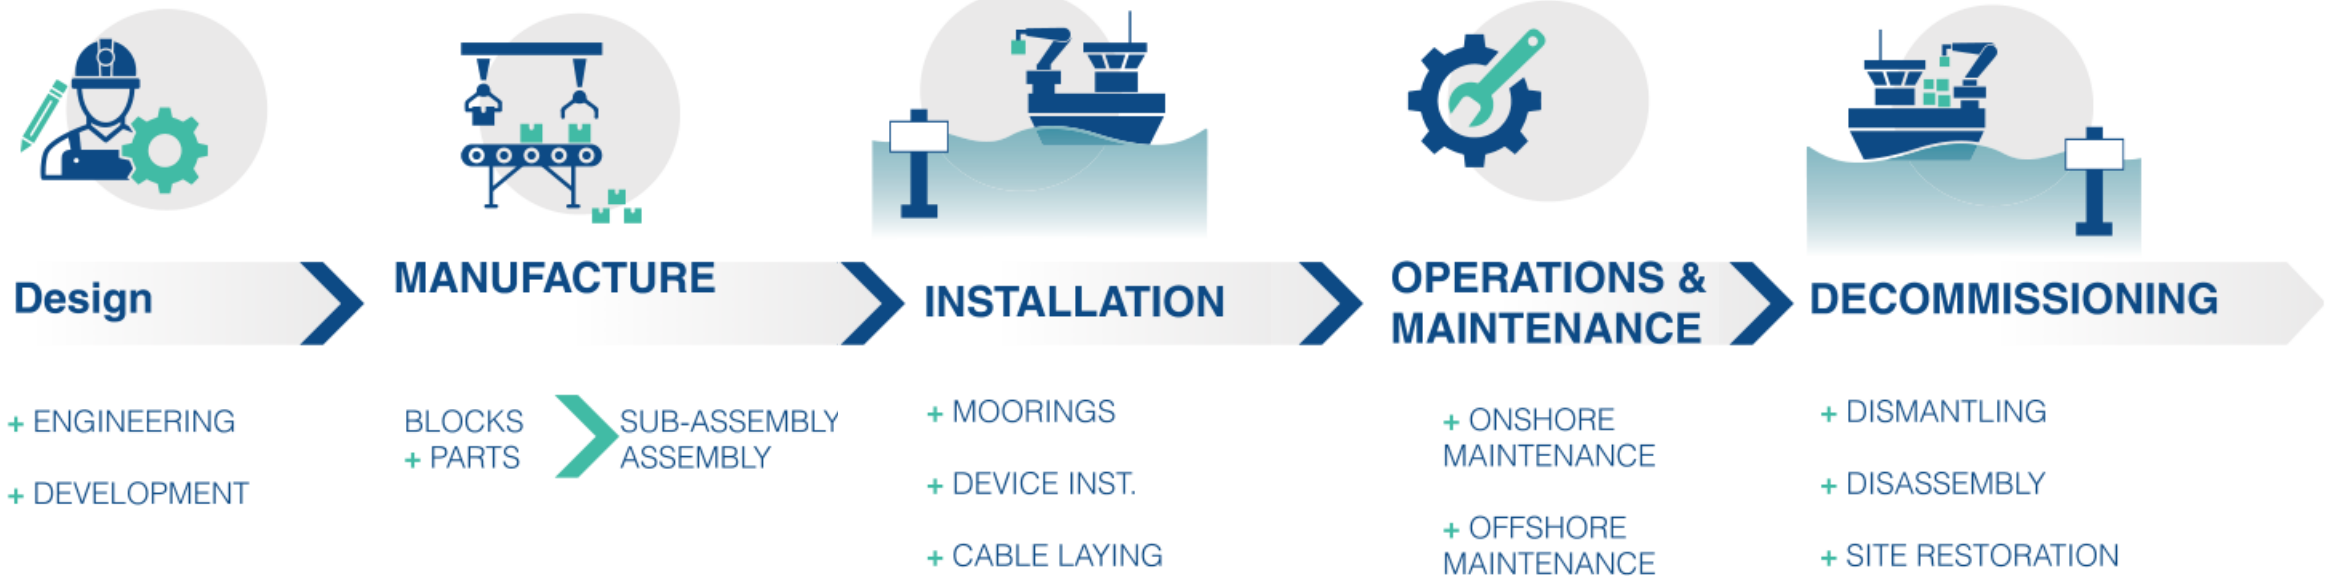 Design
MANUFACTURE
INSTALLATION
OPERATIONS &
MAINTENANCE
DECOMMISSIONING
+ ENGINEERING
+ DEVELOPMENT
BLOCKS
+ PARTS
SUB-ASSEMBLY
ASSEMBLY
+ MOORINGS
+ DEVICE INST.
+ CABLE LAYING
+ ONSHORE
MAINTENANCE
+ OFFSHORE
MAINTENANCE
+ DISMANTLING
+ DISASSEMBLY
+ SITE RESTORATION